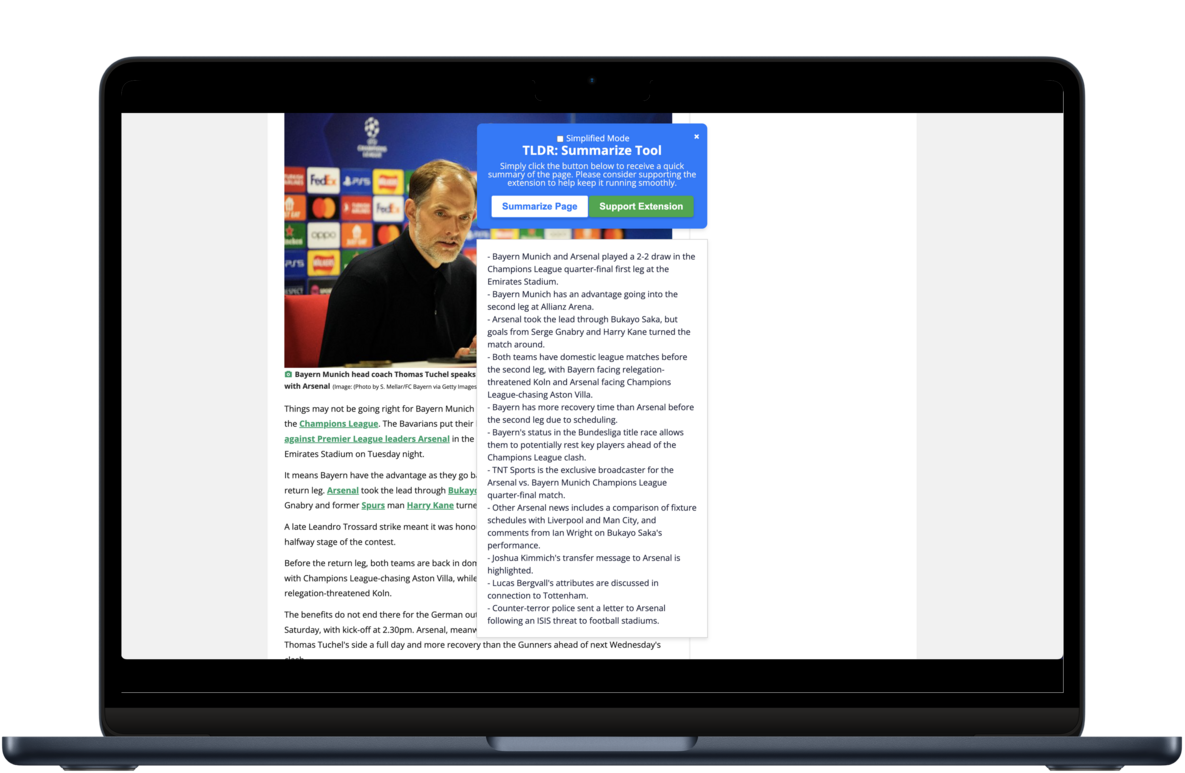 CHAMPIONS
LEAGUE
FedEx
oppo
FedEx
Simplified Mode
TLDR: Summarize Tool
Simply click the button below to receive a quick
summary of the page. Please consider supporting the
extension to help keep it running smoothly.
Summarize Page
Support Extension
- Bayern Munich and Arsenal played a 2-2 draw in the
Champions League quarter-final first leg at the
Emirates Stadium.
- Bayern Munich has an advantage going into the
second leg at Allianz Arena.
- Arsenal took the lead through Bukayo Saka, but
goals from Serge Gnabry and Harry Kane turned the
match around.
- Both teams have domestic league matches before
the second leg, with Bayern facing relegation-
threatened Koln and Arsenal facing Champions
League-chasing Aston Villa.
- Bayern has more recovery time than Arsenal before
the second leg due to scheduling.
- Bayern's status in the Bundesliga title race allows
them to potentially rest key players ahead of the
Champions League clash.
- TNT Sports is the exclusive broadcaster for the
Arsenal vs. Bayern Munich Champions League
quarter-final match.
- Other Arsenal news includes a comparison of fixture
schedules with Liverpool and Man City, and
comments from Ian Wright on Bukayo Saka's
performance.
- Joshua Kimmich's transfer message to Arsenal is
highlighted.
- Lucas Bergvall's attributes are discussed in
connection to Tottenham.
- Counter-terror police sent a letter to Arsenal
following an ISIS threat to football stadiums.
Bayern Munich head coach Thomas Tuchel speaks
with Arsenal (Image: (Photo by S. Mellar/FC Bayern via Getty Images
Things may not be going right for Bayern Munich
the Champions League. The Bavarians put their
against Premier League leaders Arsenal in the
Emirates Stadium on Tuesday night.
It means Bayern have the advantage as they go b
return leg. Arsenal took the lead through Bukay
Gnabry and former Spurs man Harry Kane turne
A late Leandro Trossard strike meant it was hono
halfway stage of the contest.
Before the return leg, both teams are back in dom
with Champions League-chasing Aston Villa, while
relegation-threatened Koln.
The benefits do not end there for the German out
Saturday, with kick-off at 2.30pm. Arsenal, meanw
Thomas Tuchel's side a full day and more recovery than the Gunners ahead of next Wednesday's